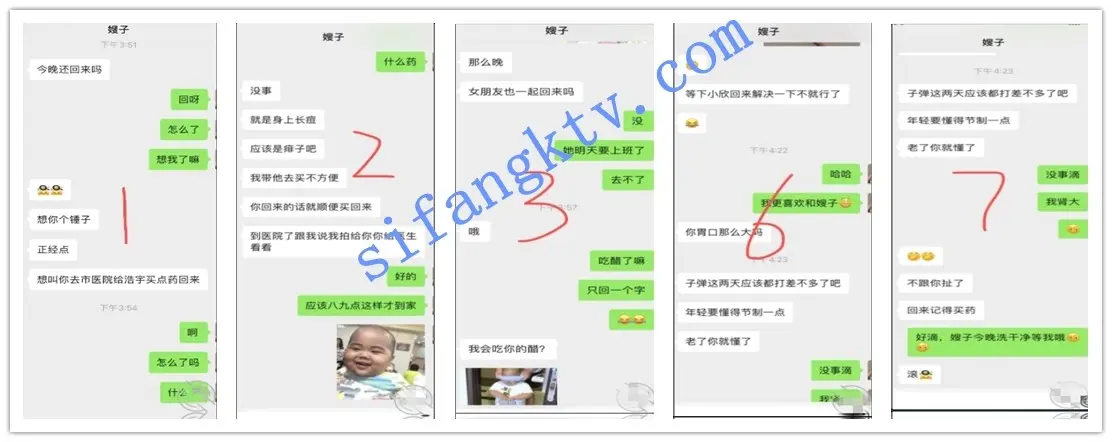 嫂子
下午3:51
今晚还回来吗
回呀
怎么了
想我了嘛
想你个锤子
正经点
想叫你去市医院给浩宇买点药回来
下午3:54
啊
怎么了吗
什么
1
嫂子
什么药
没事
就是身上长痘
应该是痱子吧
我带他去买不方便
你回来的话就顺便买回来
到医院了跟我说我拍给你你给医生
看看
好的
应该八九点这样才到家
2
嫂子
那么晚
女朋友也一起回来吗
没
她明天要上班了
去不了
3:57
哦
吃醋了嘛
只回一个字
我会吃你的醋?
3
嫂子
等下小欣回来解决一下不就行了
下午4:22
哈哈
我更喜欢和嫂子
你胃口那么大吗
下午4:23
子弹这两天应该都打差不多了吧
年轻要懂得节制一点
老了你就懂了
没事滴
我
6
嫂子
下午4:23
子弹这两天应该都打差不多了吧
年轻要懂得节制一点
老了你就懂了
没事滴
我肾大
不跟你扯了
回来记得买药
好滴，嫂子今晚洗干净等我哦
滚
7
sifangktv.com